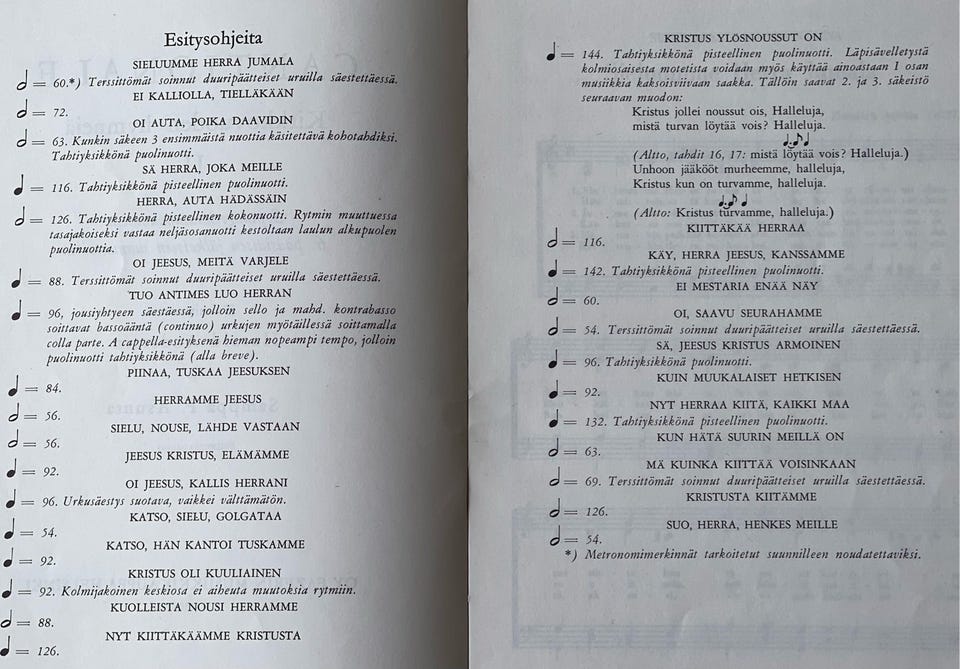 Esitysohjeita
SIELUUMME HERRA JUMALA
𝅗𝅥 = 60.*) Terssittömät soinnut duuripäätteiset uruilla säestettäessä.
EI KALLIOLLA, TIELLÄKÄÄN
𝅗𝅥 = 72.
OI AUTA, POIKA DAAVIDIN
𝅗𝅥 = 63. Kunkin säkeen 3 ensimmäistä nuottia käsitettävä kohotahdiksi.
Tahtiyksikkönä puolinuotti.
SÄ HERRA, JOKA MEILLE
♩ = 116. Tahtiyksikkönä pisteellinen puolinuotti.
HERRA, AUTA HÄDÄSSÄIN
𝅗𝅥 = 126. Tahtiyksikkönä pisteellinen kokonuotti. Rytmin muuttuessa
tasajakoiseksi vastaa neljäsosanuotti kestoltaan laulun alkupuolen
puolinuottia.
OI JEESUS, MEITÄ VARJELE
♩ = 88. Terssittömät soinnut duuripäätteiset uruilla säestettäessä.
TUO ANTIMES LUO HERRAN
♩ = 96, jousiyhtyeen säestäessä, jolloin sello ja mahd. kontrabasso
soittavat bassoääntä (continuo) urkujen myötäillessä soittamalla
colla parte. A cappella-esityksenä hieman nopeampi tempo, jolloin
puolinuotti tahtiyksikkönä (alla breve).
PIINAA, TUSKAA JEESUKSEN
♩ = 84.
HERRAMME JEESUS
𝅗𝅥 = 56.
SIELU, NOUSE, LÄHDE VASTAAN
𝅗𝅥 = 56.
JEESUS KRISTUS, ELÄMÄMME
♩ = 92.
OI JEESUS, KALLIS HERRANI
♩ = 96. Urkusäestys suotava, vaikkei välttämätön.
KATSO, SIELU, GOLGATAA
♩ = 54.
KATSO, HÄN KANTOI TUSKAMME
♩ = 92.
KRISTUS OLI KUULIAINEN
♩ = 92. Kolmijakoinen keskiosa ei aiheuta muutoksia rytmiin.
KUOLLEISTA NOUSI HERRAMME
𝅗𝅥 = 88.
NYT KIITTÄKÄÄMME KRISTUSTA
♩ = 126.
KRISTUS YLÖSNOUSSUT ON
♩ = 144. Tahtiyksikkönä pisteellinen puolinuotti. Läpisävelletystä
kolmiosaisesta motetista voidaan myös käyttää ainoastaan I osan
musiikkia kaksoisviivaan saakka. Tällöin saavat 2. ja 3. säkeistö
seuraavan muodon:
Kristus jollei noussut ois, Halleluja,
mistä turvan löytää vois? Halleluja.
♩.♪♩
(Altto, tahdit 16, 17: mistä löytää vois? Halleluja.)
Unhoon jääkööt murheemme, halleluja,
Kristus kun on turvamme, halleluja.
♩.♪ ♩
(Altto: Kristus turvamme, halleluja.)
KIITTÄKÄÄ HERRAA
𝅗𝅥 = 116.
KÄY, HERRA JEESUS, KANSSAMME
♩ = 142. Tahtiyksikkönä pisteellinen puolinuotti.
EI MESTARIA ENÄÄ NÄY
𝅗𝅥 = 60.
OI, SAAVU SEURAHAMME
𝅗𝅥 = 54. Terssittömät soinnut duuripäätteiset uruilla säestettäessä.
SÄ, JEESUS KRISTUS ARMOINEN
♩ = 96. Tahtiyksikkönä puolinuotti.
KUIN MUUKALAISET HETKISEN
♩ = 92.
NYT HERRAA KIITÄ, KAIKKI MAA
♩ = 132. Tahtiyksikkönä pisteellinen puolinuotti.
KUN HÄTÄ SUURIN MEILLÄ ON
𝅗𝅥 = 63.
MÄ KUINKA KIITTÄÄ VOISINKAAN
𝅗𝅥 = 69. Terssittömät soinnut duuripäätteiset uruilla säestettäessä.
KRISTUSTA KIITÄMME
𝅗𝅥 = 126.
SUO, HERRA, HENKES MEILLE
𝅗𝅥 = 54.
*) Metronomimerkinnät tarkoitetut suunnilleen noudatettaviksi.